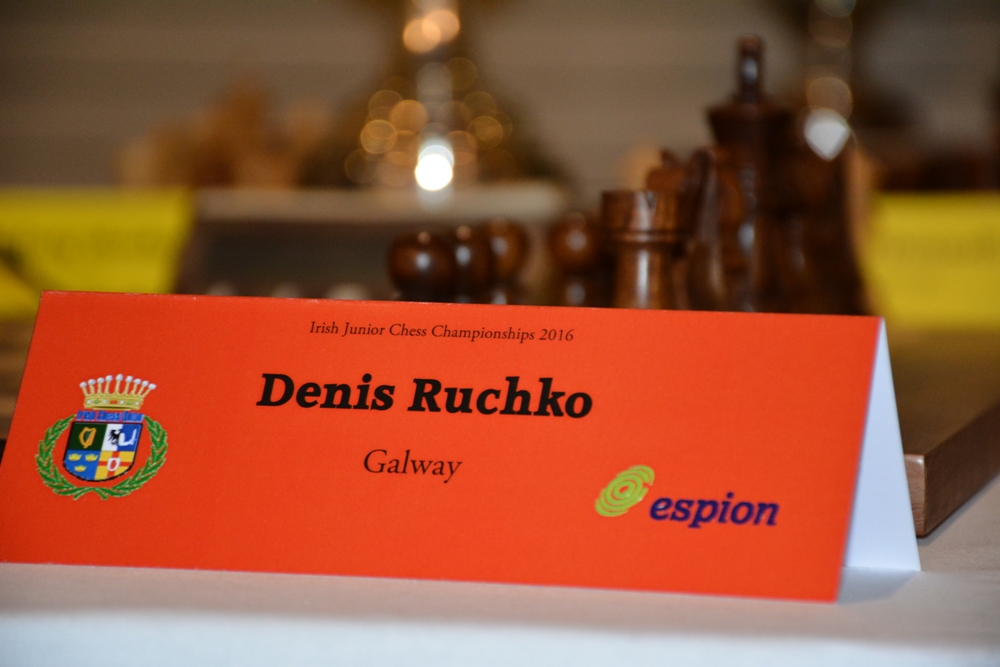 Irish Junior Chess Championships 2016
Denis Ruchko
Galway
espion